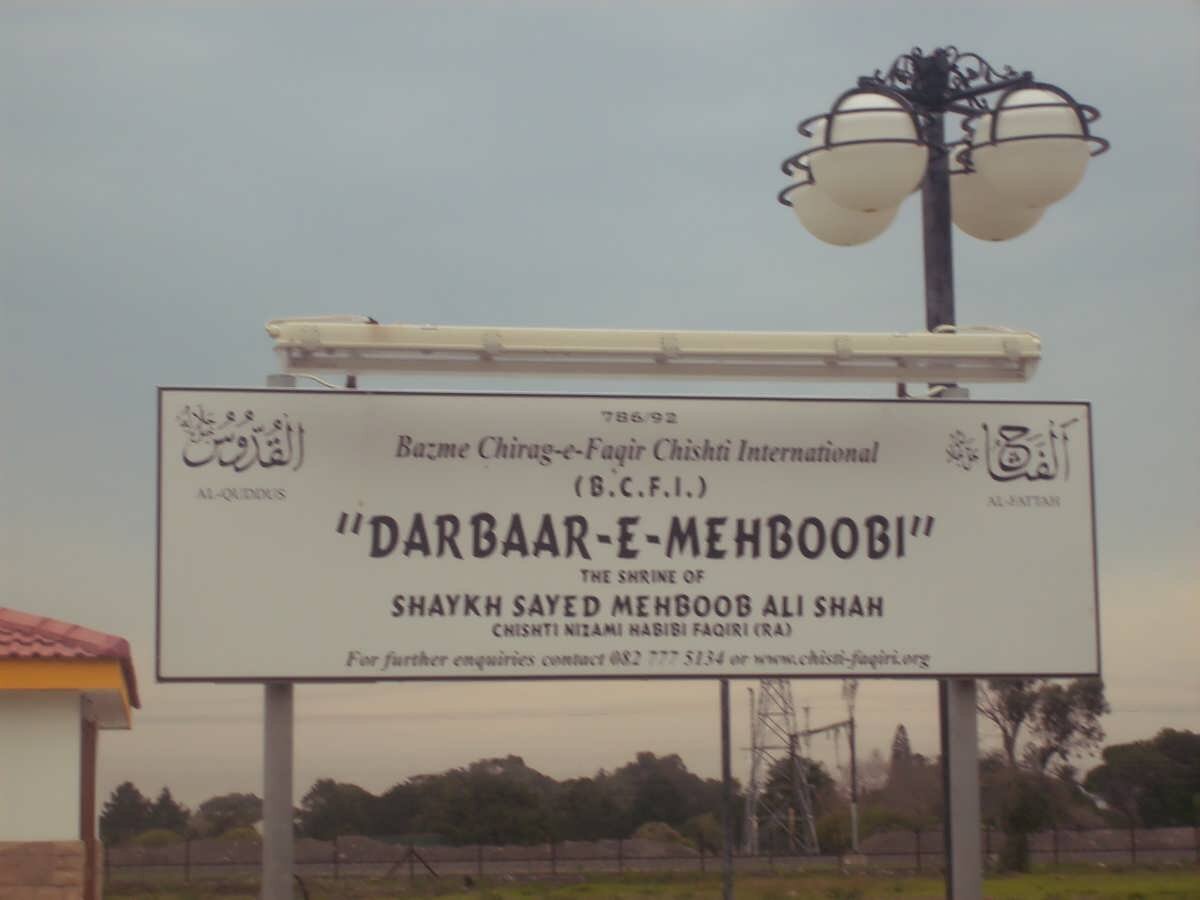 786/92
القدوس جل جلاله
AL-QUDDUS
الفتاح
AL-FATTAH
Bazme Chirag-e-Faqir Chishti International
(B.C.F.I.)
"DARBAAR-E-MEHBOOBI"
THE SHRINE OF
SHAYKH SAYED MEHBOOB ALI SHAH
CHISHTI NIZAMI HABIBI FAQIRI (RA)
For further enquiries contact 082 777 5134 or www.chisti-faqiri.org